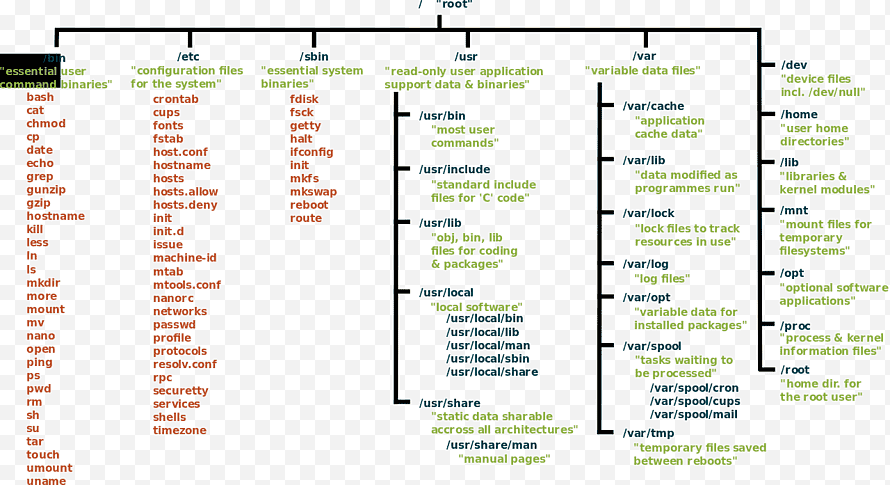 / "root"
/bin
"essential user
command binaries"
bash
cat
chmod
cp
date
echo
grep
gunzip
gzip
hostname
kill
less
ln
ls
mkdir
more
mount
mv
nano
open
ping
ps
pwd
rm
sh
su
tar
touch
umount
uname
/etc
"configuration files
for the system"
crontab
cups
fonts
fstab
host.conf
hostname
hosts
hosts.allow
hosts.deny
init
init.d
issue
machine-id
mtab
mtools.conf
nanorc
networks
passwd
profile
protocols
resolv.conf
rpc
securetty
services
shells
timezone
/sbin
"essential system
binaries"
fdisk
fsck
getty
halt
ifconfig
init
mkfs
mkswap
reboot
route
/usr
"read-only user application
support data & binaries"
/usr/bin
"most user
commands"
/usr/include
"standard include
files for 'C' code"
/usr/lib
"obj, bin, lib
files for coding
& packages"
/usr/local
"local software"
/usr/local/bin
/usr/local/lib
/usr/local/man
/usr/local/sbin
/usr/local/share
/usr/share
"static data sharable
accross all architectures"
/usr/share/man
"manual pages"
/var
"variable data files"
/var/cache
"application
cache data"
/var/lib
"data modified as
programmes run"
/var/lock
"lock files to track
resources in use"
/var/log
"log files"
/var/opt
"variable data for
installed packages"
/var/spool
"tasks waiting to
be processed"
/var/spool/cron
/var/spool/cups
/var/spool/mail
/var/tmp
"temporary files saved
between reboots"
/dev
"device files
incl. /dev/null"
/home
"user home
directories"
/lib
"libraries &
kernel modules"
/mnt
"mount files for
temporary
filesystems"
/opt
"optional software
applications"
/proc
"process & kernel
information files"
/root
"home dir. for
the root user"